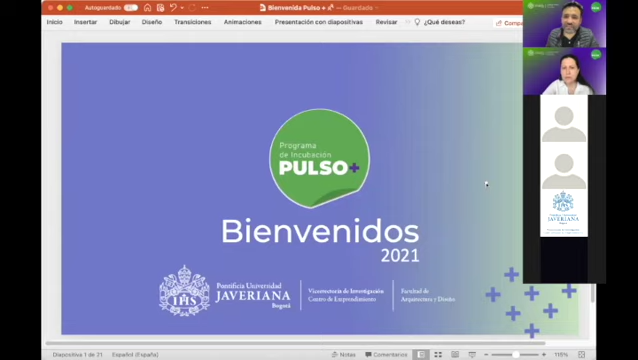 Autoguardado
Bienvenida Pulso +
Guardado
Inicio Insertar Dibujar Diseño Transiciones Animaciones Presentación con diapositivas Revisar ¿Qué deseas?
Programa
de Incubación
PULSO+
Bienvenidos
2021
Pontificia Universidad
JAVERIANA
Bogotá
Vicerrectoría de Investigación
Centro de Emprendimiento
Facultad de
Arquitectura y Diseño
IHS
Diapositiva 1 de 21 Español (España) Notas Comentarios 115%